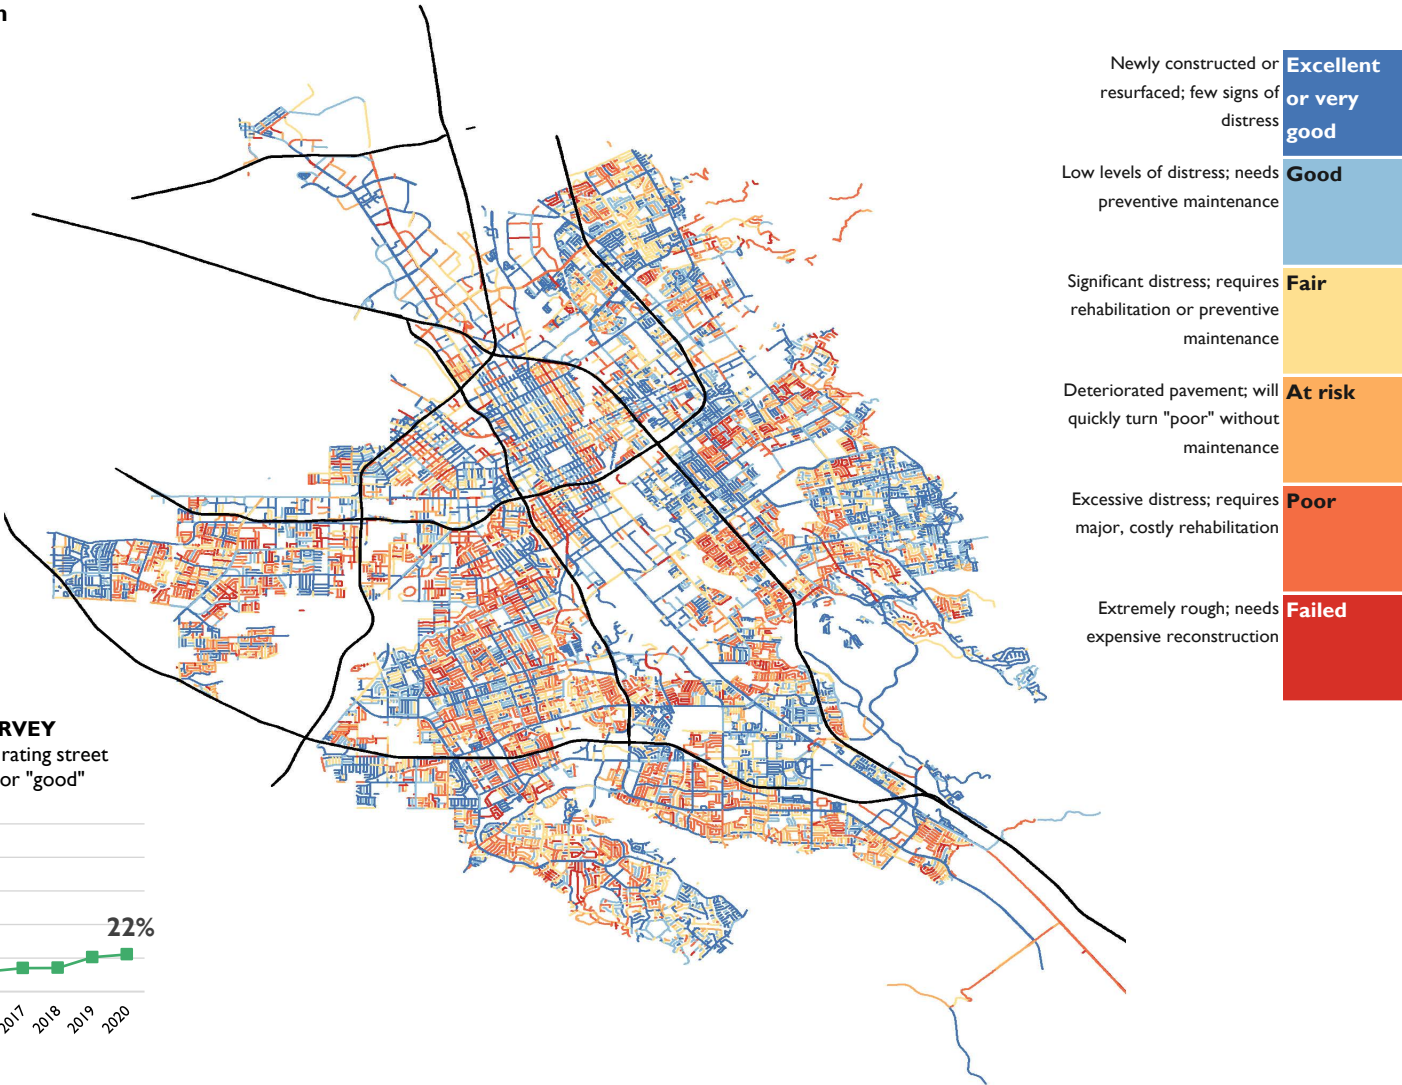 n
Newly constructed or
resurfaced; few signs of
distress
Excellent
or very
good
Low levels of distress; needs
preventive maintenance
Good
Significant distress; requires
rehabilitation or preventive
maintenance
Fair
Deteriorated pavement; will
quickly turn "poor" without
maintenance
At risk
Excessive distress; requires
major, costly rehabilitation
Poor
Extremely rough; needs
expensive reconstruction
Failed
RVEY
rating street
or "good"
22%
2017
2018
2019
2020